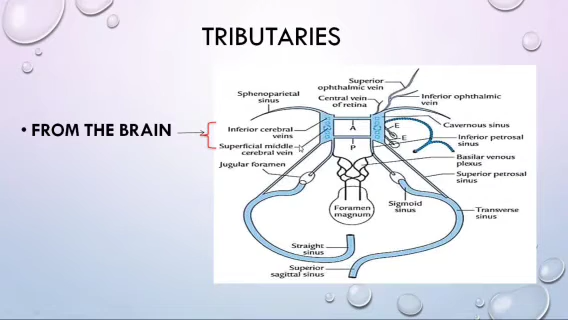 TRIBUTARIES
• FROM THE BRAIN
Superior
ophthalmic vein
Sphenoparietal
sinus
Central vein
of retina
Inferior ophthalmic
vein
Inferior cerebral
veins
A
E
Cavernous sinus
Superficial middle
cerebral vein
P
E
Inferior petrosal
sinus
Jugular foramen
Basilar venous
plexus
Superior petrosal
sinus
Foramen
magnum
Sigmoid
sinus
Transverse
sinus
Straight
sinus
Superior
sagittal sinus